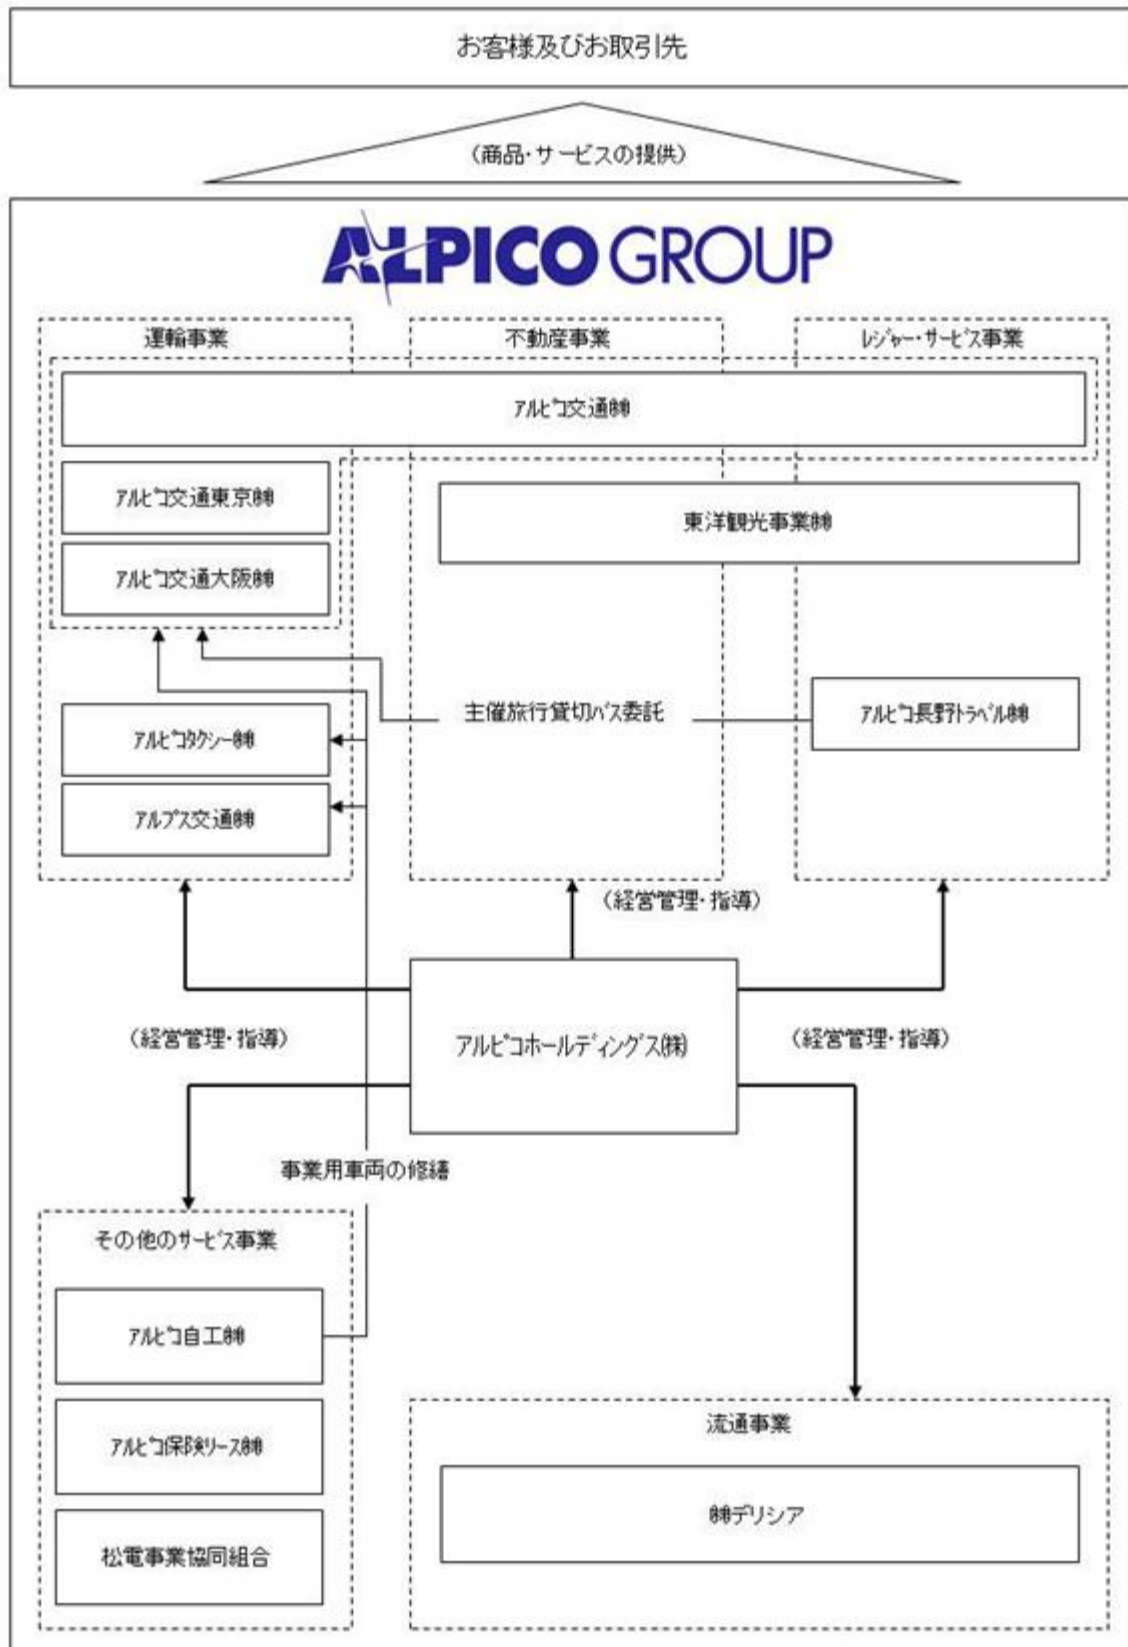 お客様及びお取引先
（商品・サービスの提供）
ALPICO GROUP
運輸事業
不動産事業
レジャー・サービス事業
アルピコ交通㈱
アルピコ交通東京㈱
東洋観光事業㈱
アルピコ交通大阪㈱
主催旅行貸切バス委託
アルピコ長野トラベル㈱
アルピコタクシー㈱
アルプス交通㈱
（経営管理・指導）
（経営管理・指導）
アルピコホールディングス(株)
（経営管理・指導）
事業用車両の修繕
その他のサービス事業
アルピコ自工㈱
流通事業
アルピコ保険リース㈱
㈱デリシア
松電事業協同組合